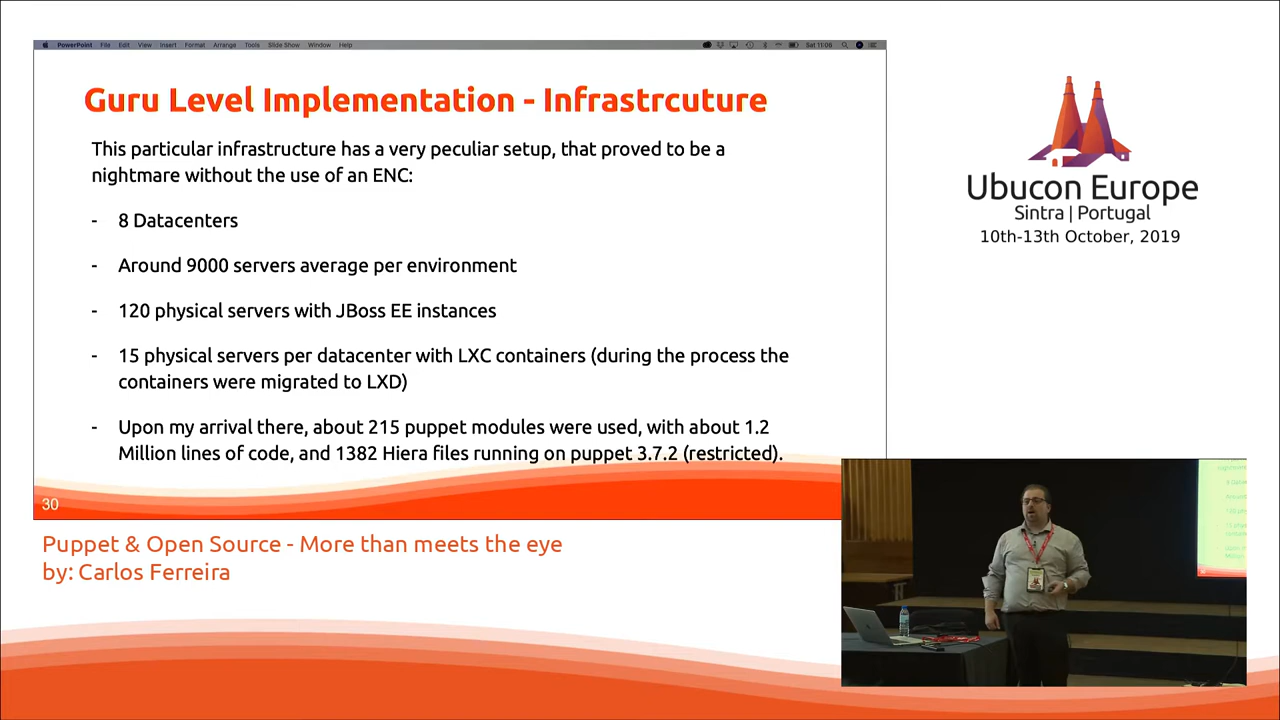 PowerPoint File Edit View Insert Format Arrange Tools Slide Show Window Help
Sat 11:06
Guru Level Implementation - Infrastrcuture
This particular infrastructure has a very peculiar setup, that proved to be a
nightmare without the use of an ENC:
- 8 Datacenters
- Around 9000 servers average per environment
- 120 physical servers with JBoss EE instances
- 15 physical servers per datacenter with LXC containers (during the process the
containers were migrated to LXD)
- Upon my arrival there, about 215 puppet modules were used, with about 1.2
Million lines of code, and 1382 Hiera files running on puppet 3.7.2 (restricted).
30
Ubucon Europe
Sintra | Portugal
10th-13th October, 2019
Puppet & Open Source - More than meets the eye
by: Carlos Ferreira